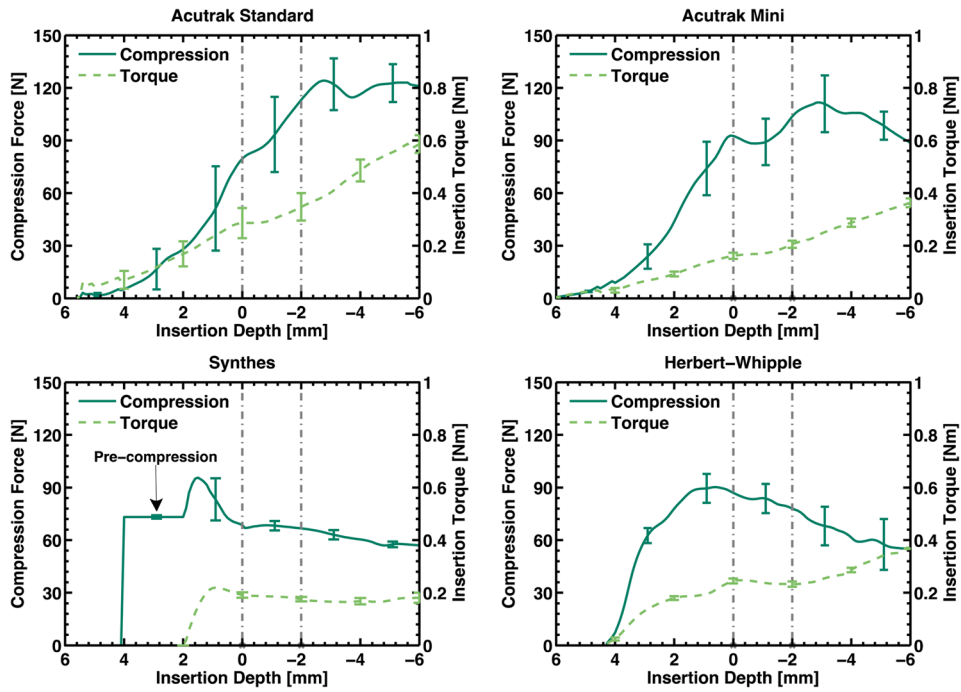 Acutrak Standard
Compression
Torque
Compression Force [N]
150
120
90
60
30
0
Insertion Torque [Nm]
1
0.8
0.6
0.4
0.2
0
6 4 2 0 −2 −4 −6
Insertion Depth [mm]
Acutrak Mini
Compression
Torque
Compression Force [N]
150
120
90
60
30
0
Insertion Torque [Nm]
1
0.8
0.6
0.4
0.2
0
6 4 2 0 −2 −4 −6
Insertion Depth [mm]
Synthes
Compression
Torque
Pre−compression
Compression Force [N]
150
120
90
60
30
0
Insertion Torque [Nm]
1
0.8
0.6
0.4
0.2
0
6 4 2 0 −2 −4 −6
Insertion Depth [mm]
Herbert−Whipple
Compression
Torque
Compression Force [N]
150
120
90
60
30
0
Insertion Torque [Nm]
1
0.8
0.6
0.4
0.2
0
6 4 2 0 −2 −4 −6
Insertion Depth [mm]